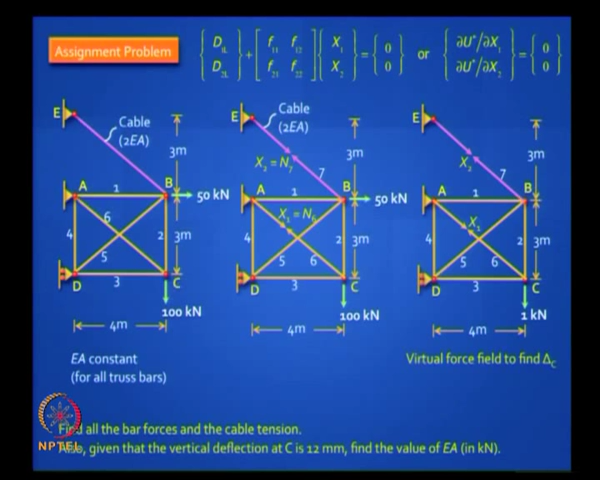 Assignment Problem
{ D1L D2L } + [ f11 f12 f21 f22 ] { X1 X2 } = { 0 0 } or { ∂U*/∂X1 ∂U*/∂X2 } = { 0 0 }
E Cable (2EA) 3m
A 1 B 50 kN
4 6 5 2 3m
D 3 C
100 kN
4m
EA constant
(for all truss bars)
E Cable (2EA) 3m
X2 = N7 7
A 1 B 50 kN
X1 = N6
4 5 6 2 3m
D 3 C
100 kN
4m
E 3m
X2 7
A 1 B
X1
4 5 6 2 3m
D 3 C
1 kN
4m
Virtual force field to find ΔC
Find all the bar forces and the cable tension.
Also, given that the vertical deflection at C is 12 mm, find the value of EA (in kN).
NPTEL